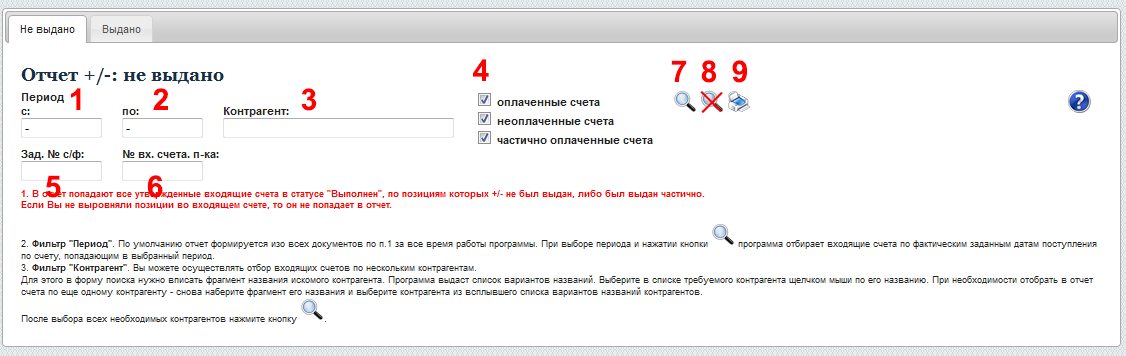 Не выдано Выдано
Отчет +/-: не выдано
4 7 8 9
Период 1 2 3
с: по: Контрагент:
- -
оплаченные счета
неоплаченные счета
частично оплаченные счета
?
Зад. № с/ф: № вх. счета. п-ка:
5 6
1. В отчет попадают все утвержденные входящие счета в статусе "Выполнен", по позициям которых +/- не был выдан, либо был выдан частично.
Если Вы не выровняли позиции во входящем счете, то он не попадает в отчет.
2. Фильтр "Период". По умолчанию отчет формируется изо всех документов по п.1 за все время работы программы. При выборе периода и нажатии кнопки программа отбирает входящие счета по фактическим заданным датам поступления
по счету, попадающим в выбранный период.
3. Фильтр "Контрагент". Вы можете осуществлять отбор входящих счетов по нескольким контрагентам.
Для этого в форму поиска нужно вписать фрагмент названия искомого контрагента. Программа выдаст список вариантов названий. Выберите в списке требуемого контрагента щелчком мыши по его названию. При необходимости отобрать в отчет
счета по еще одному контрагенту - снова наберите фрагмент его названия и выберите контрагента из всплывшего списка вариантов названий контрагентов.
После выбора всех необходимых контрагентов нажмите кнопку .